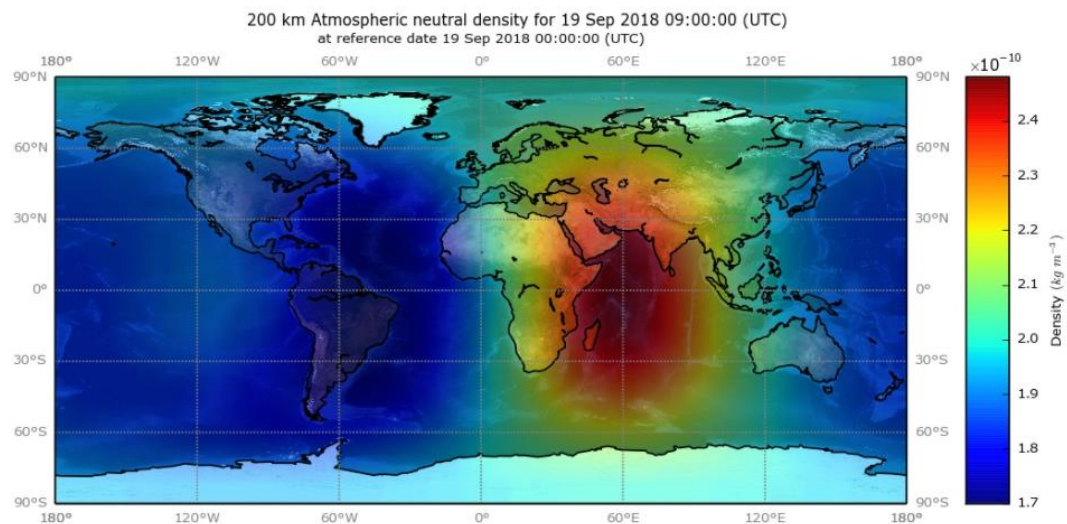 200 km Atmospheric neutral density for 19 Sep 2018 09:00:00 (UTC)
at reference date 19 Sep 2018 00:00:00 (UTC)
180° 120°W 60°W 0° 60°E 120°E 180°
×10⁻¹⁰
90°N 90°N
2.4
60°N 60°N
2.3
30°N 30°N
2.2
0° 0°
2.1
Density (kg m⁻³)
2.0
30°S 30°S
1.9
60°S 60°S
1.8
90°S 90°S
1.7
180° 120°W 60°W 0° 60°E 120°E 180°